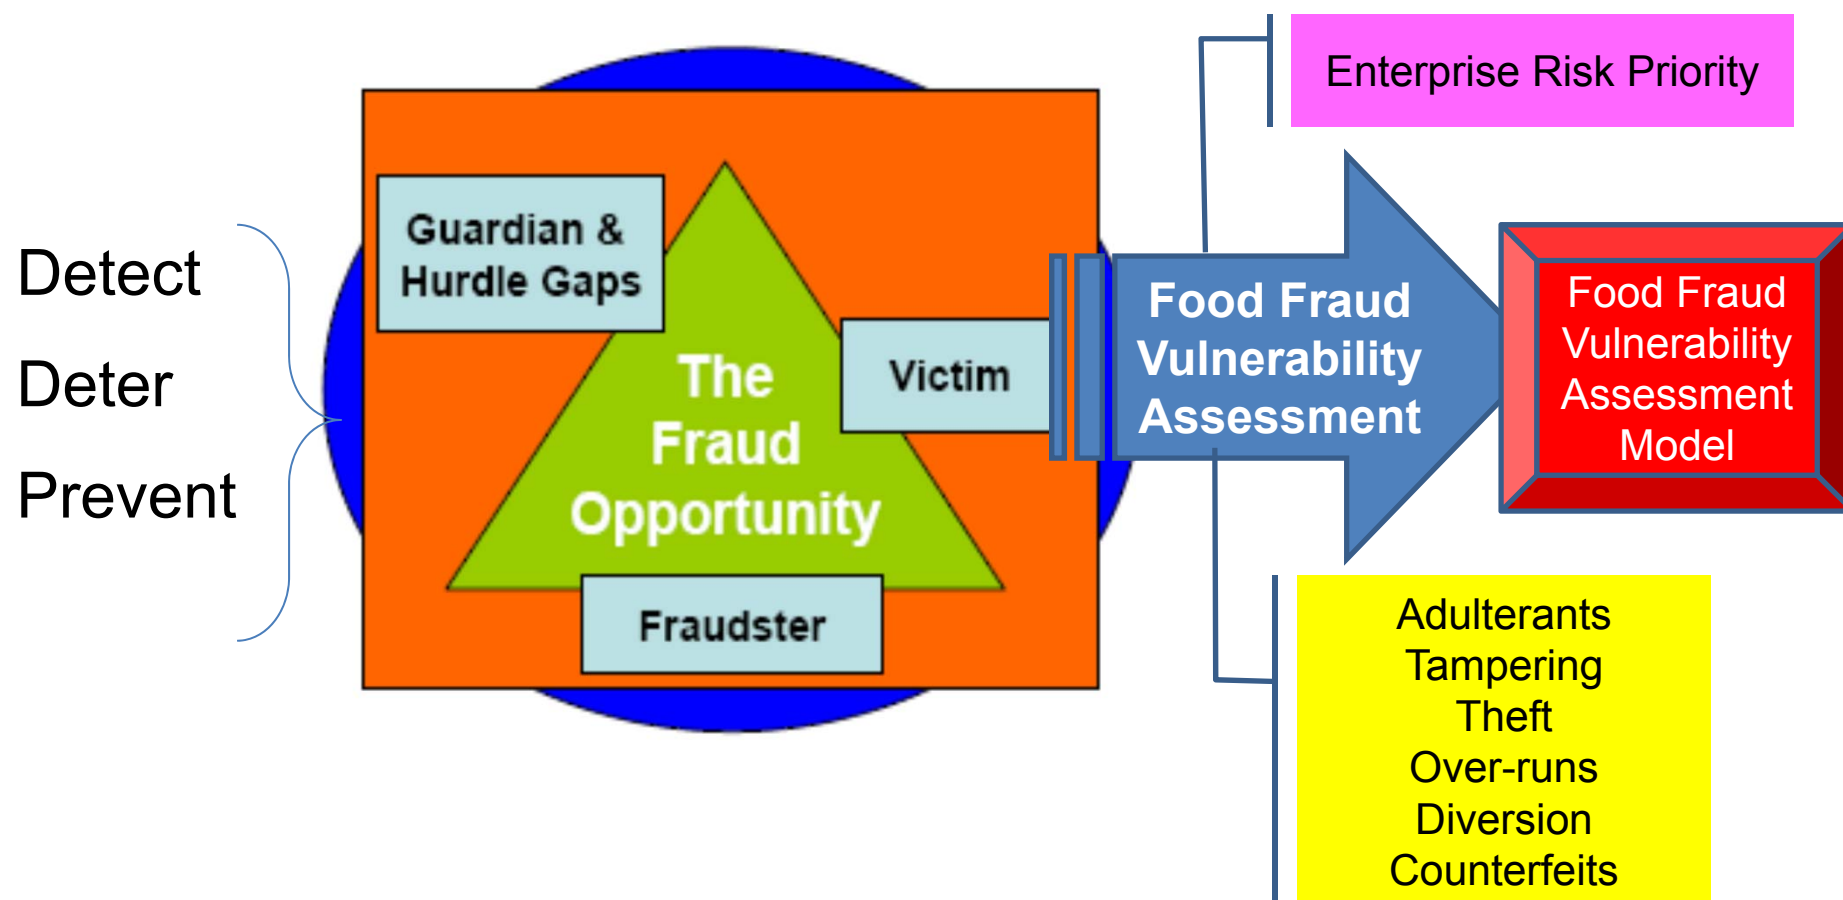 Detect
Deter
Prevent
Guardian &
Hurdle Gaps
The
Fraud
Opportunity
Victim
Fraudster
Food Fraud
Vulnerability
Assessment
Enterprise Risk Priority
Food Fraud
Vulnerability
Assessment
Model
Adulterants
Tampering
Theft
Over-runs
Diversion
Counterfeits